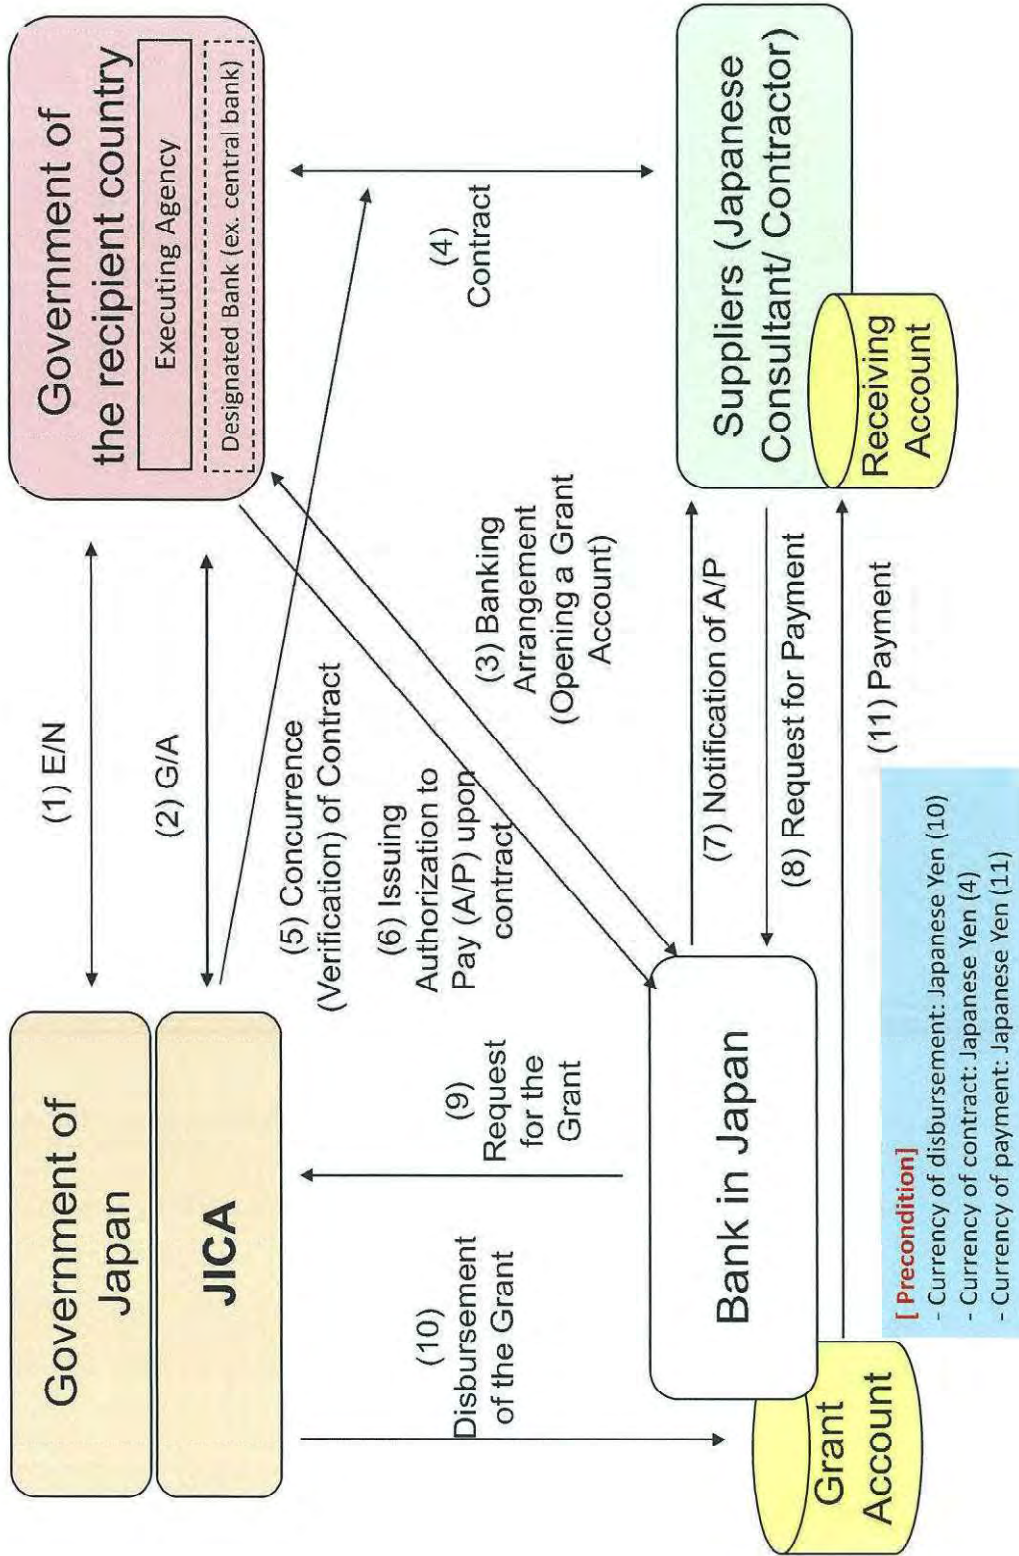 Government of
Japan
JICA
(1) E/N
(2) G/A
Government of
the recipient country
Executing Agency
Designated Bank (ex. central bank)
(5) Concurrence
(Verification) of Contract
(6) Issuing
Authorization to
Pay (A/P) upon
contract
(3) Banking
Arrangement
(Opening a Grant
Account)
(4)
Contract
(10)
Disbursement
of the Grant
(9)
Request
for the
Grant
Bank in Japan
Grant
Account
(7) Notification of A/P
(8) Request for Payment
(11) Payment
Suppliers (Japanese
Consultant/ Contractor)
Receiving
Account
[ Precondition]
- Currency of disbursement: Japanese Yen (10)
- Currency of contract: Japanese Yen (4)
- Currency of payment: Japanese Yen (11)